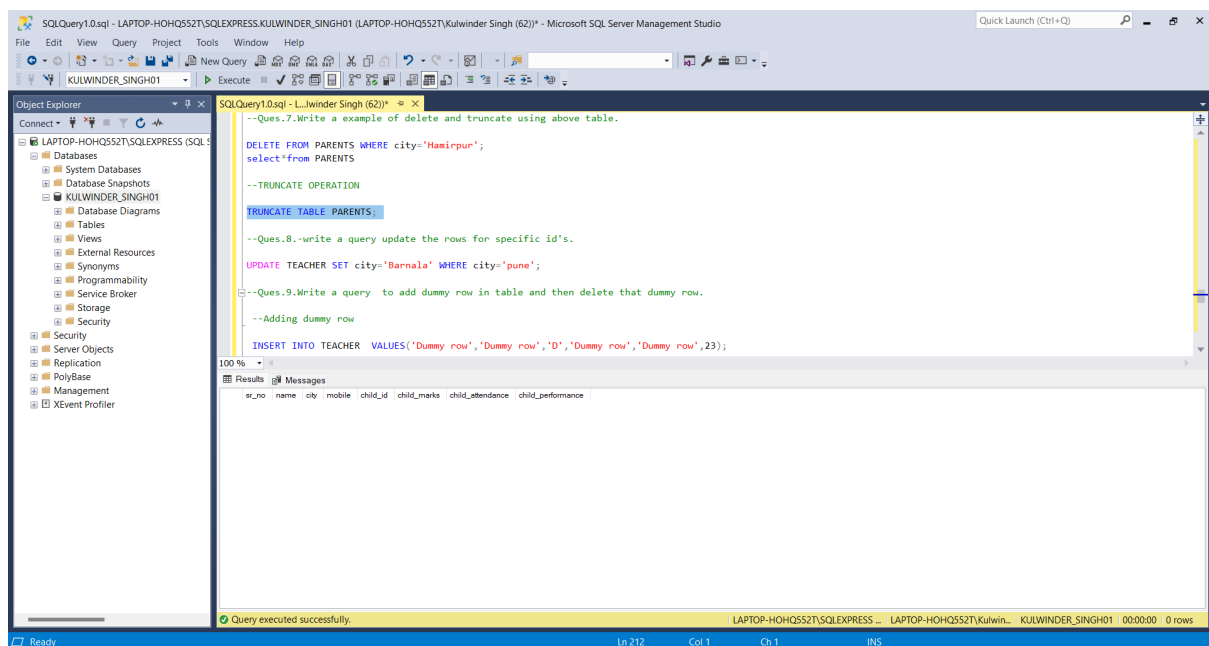 SQLQuery1.0.sql - LAPTOP-HOHQ552T\SQLEXPRESS.KULWINDER_SINGH01 (LAPTOP-HOHQ552T\Kulwinder Singh (62))* - Microsoft SQL Server Management Studio
Quick Launch (Ctrl+Q)
File Edit View Query Project Tools Window Help
New Query
KULWINDER_SINGH01 Execute
Object Explorer
Connect
LAPTOP-HOHQ552T\SQLEXPRESS (SQL S
Databases
System Databases
Database Snapshots
KULWINDER_SINGH01
Database Diagrams
Tables
Views
External Resources
Synonyms
Programmability
Service Broker
Storage
Security
Security
Server Objects
Replication
PolyBase
Management
XEvent Profiler
SQLQuery1.0.sql - L...lwinder Singh (62))*
--Ques.7.Write a example of delete and truncate using above table.
DELETE FROM PARENTS WHERE city='Hamirpur';
select*from PARENTS
--TRUNCATE OPERATION
TRUNCATE TABLE PARENTS;
--Ques.8.-write a query update the rows for specific id's.
UPDATE TEACHER SET city='Barnala' WHERE city='pune';
--Ques.9.Write a query  to add dummy row in table and then delete that dummy row.
--Adding dummy row
INSERT INTO TEACHER  VALUES('Dummy row','Dummy row','D','Dummy row','Dummy row',23);
100 %
Results Messages
sr_no name city mobile child_id child_marks child_attendance child_performance
Query executed successfully.
LAPTOP-HOHQ552T\SQLEXPRESS ... LAPTOP-HOHQ552T\Kulwin... KULWINDER_SINGH01 00:00:00 0 rows
Ready Ln 212 Col 1 Ch 1 INS